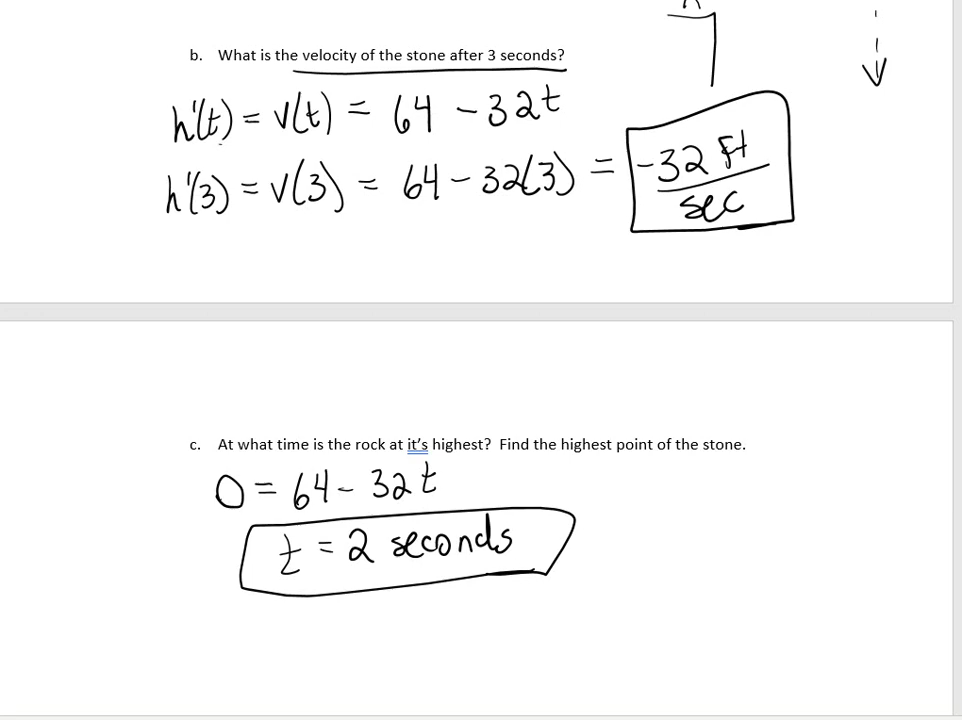 b. What is the velocity of the stone after 3 seconds?
h'(t) = v(t) = 64 - 32t
h'(3) = v(3) = 64 - 32(3) = -32 ft/sec
c. At what time is the rock at it's highest? Find the highest point of the stone.
0 = 64 - 32t
t = 2 seconds